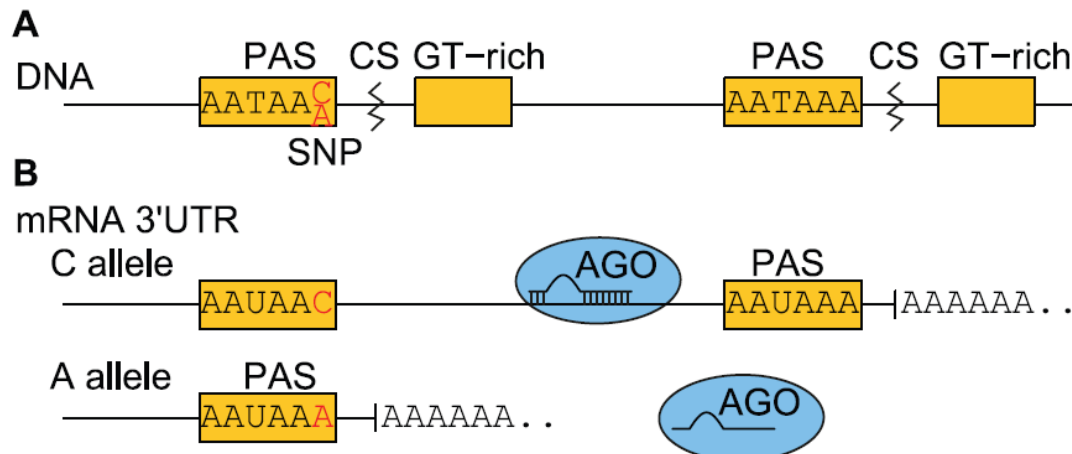 A
PAS CS GT-rich PAS CS GT-rich
DNA
AATAA C A AATAAA
SNP
B
mRNA 3'UTR
C allele AGO PAS
AAUAAC AAUAAA AAAAAA..
A allele PAS AGO
AAUAAA AAAAAA..